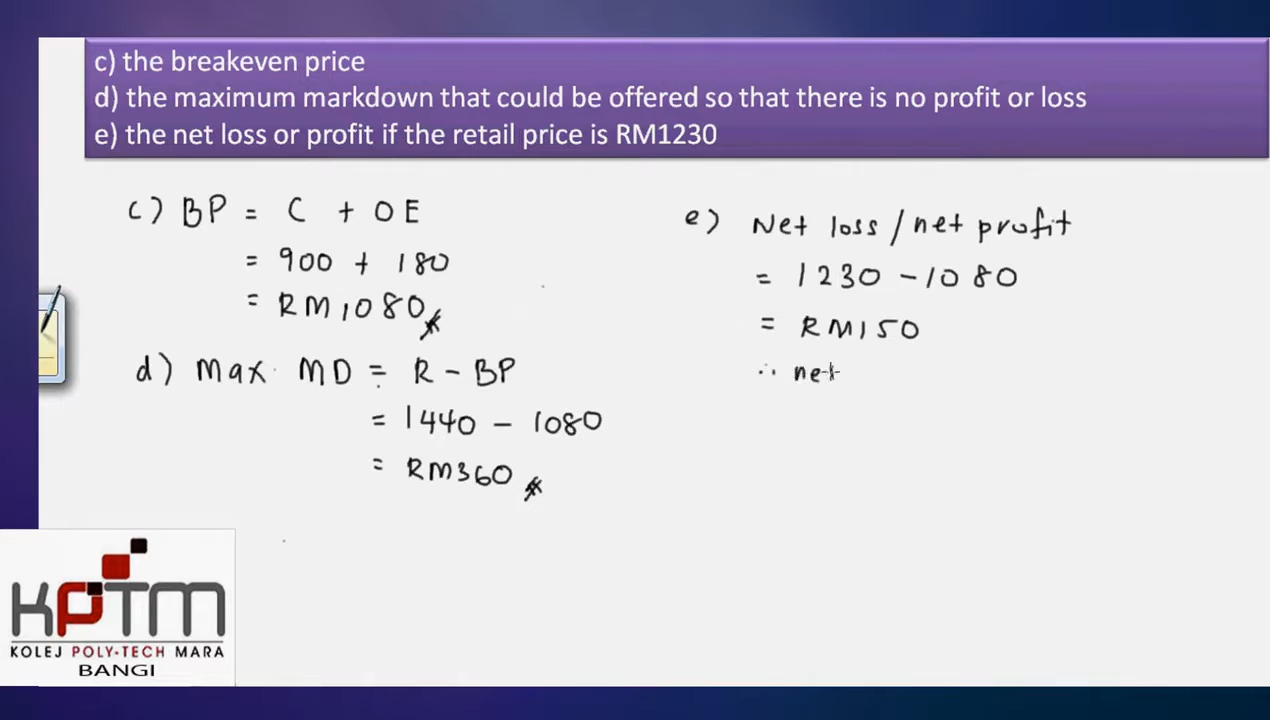 c) the breakeven price
d) the maximum markdown that could be offered so that there is no profit or loss
e) the net loss or profit if the retail price is RM1230
c) BP = C + OE
= 900 + 180
= RM1080
d) Max MD = R - BP
= 1440 - 1080
= RM360
e) Net loss / net profit
= 1230 - 1080
= RM150
∴ net
KPTM
KOLEJ POLY-TECH MARA
BANGI